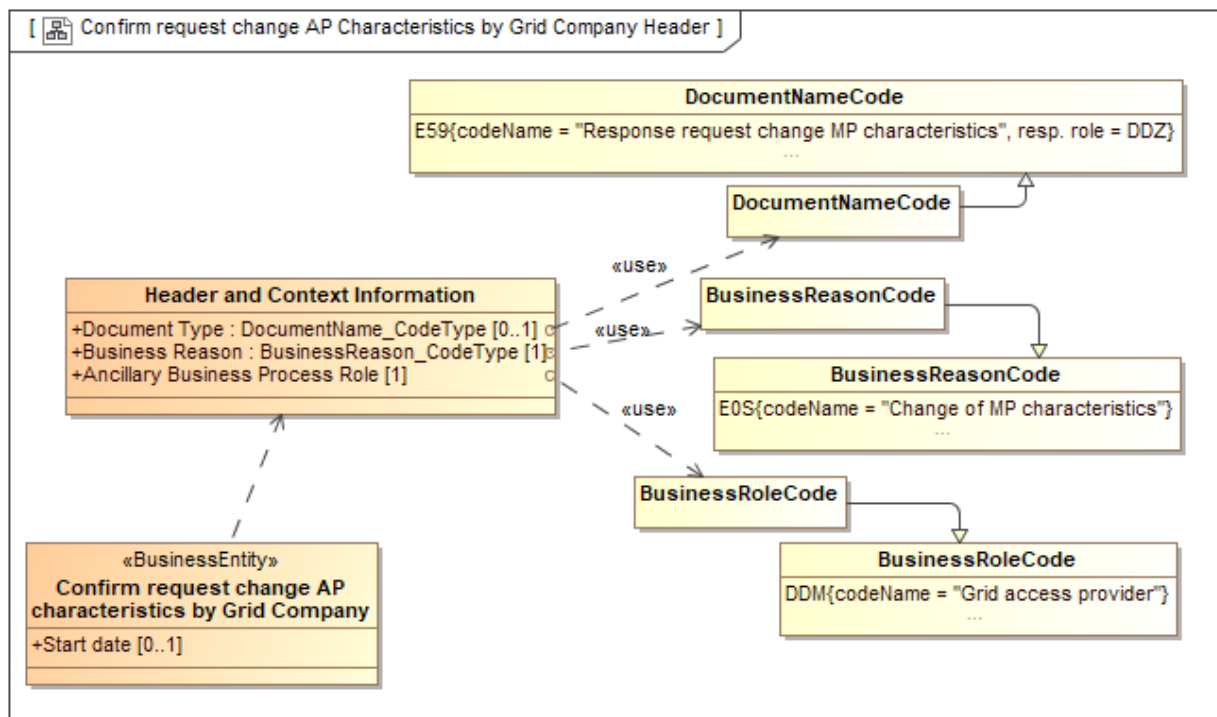 [ Confirm request change AP Characteristics by Grid Company Header ]
DocumentNameCode
E59{codeName = "Response request change MP characteristics", resp. role = DDZ}
...
DocumentNameCode
«use»
Header and Context Information
+Document Type : DocumentName_CodeType [0..1]
+Business Reason : BusinessReason_CodeType [1]
+Ancillary Business Process Role [1]
«use»
BusinessReasonCode
BusinessReasonCode
E0S{codeName = "Change of MP characteristics"}
...
«use»
BusinessRoleCode
BusinessRoleCode
DDM{codeName = "Grid access provider"}
...
«BusinessEntity»
Confirm request change AP
characteristics by Grid Company
+Start date [0..1]